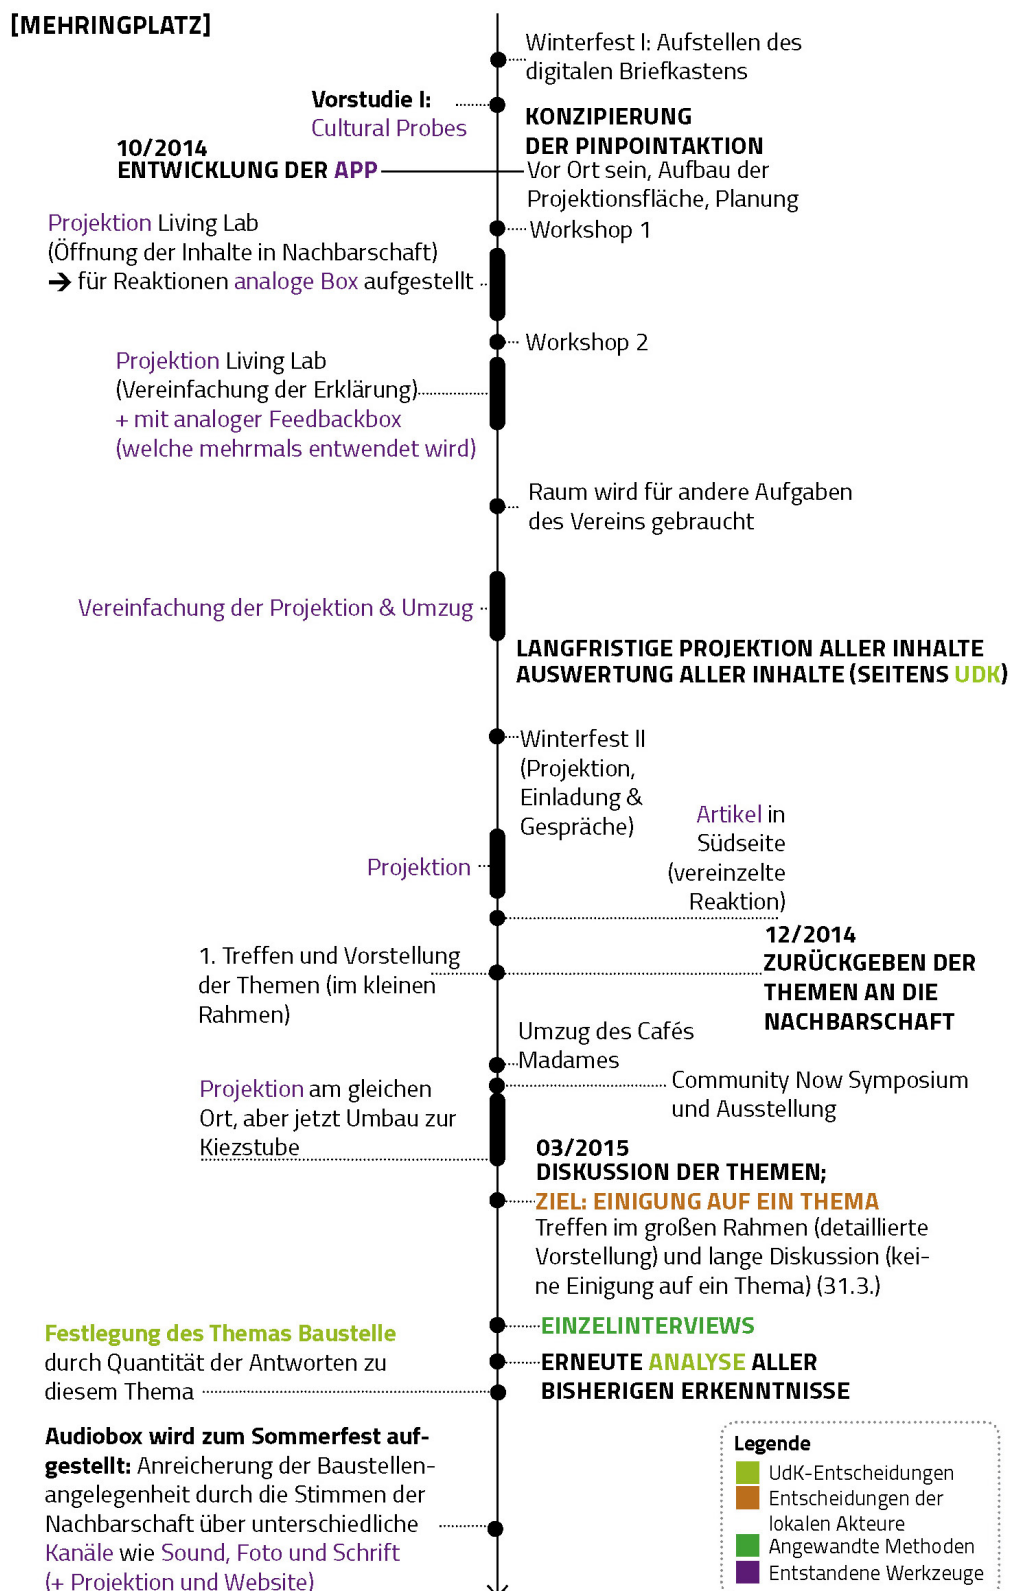 [MEHRINGPLATZ]
Winterfest I: Aufstellen des
digitalen Briefkastens
Vorstudie I:
Cultural Probes
KONZIPIERUNG
DER PINPOINTAKTION
10/2014
ENTWICKLUNG DER APP
Vor Ort sein, Aufbau der
Projektionsfläche, Planung
Projektion Living Lab
(Öffnung der Inhalte in Nachbarschaft)
→ für Reaktionen analoge Box aufgestellt
Workshop 1
Workshop 2
Projektion Living Lab
(Vereinfachung der Erklärung)
+ mit analoger Feedbackbox
(welche mehrmals entwendet wird)
Raum wird für andere Aufgaben
des Vereins gebraucht
Vereinfachung der Projektion & Umzug
LANGFRISTIGE PROJEKTION ALLER INHALTE
AUSWERTUNG ALLER INHALTE (SEITENS UDK)
Winterfest II
(Projektion,
Einladung &
Gespräche)
Artikel in
Südseite
(vereinzelte
Reaktion)
Projektion
12/2014
ZURÜCKGEBEN DER
THEMEN AN DIE
NACHBARSCHAFT
1. Treffen und Vorstellung
der Themen (im kleinen
Rahmen)
Umzug des Cafés
Madames
Community Now Symposium
und Ausstellung
Projektion am gleichen
Ort, aber jetzt Umbau zur
Kiezstube
03/2015
DISKUSSION DER THEMEN;
ZIEL: EINIGUNG AUF EIN THEMA
Treffen im großen Rahmen (detaillierte
Vorstellung) und lange Diskussion (kei-
ne Einigung auf ein Thema) (31.3.)
EINZELINTERVIEWS
Festlegung des Themas Baustelle
durch Quantität der Antworten zu
diesem Thema
ERNEUTE ANALYSE ALLER
BISHERIGEN ERKENNTNISSE
Audiobox wird zum Sommerfest auf-
gestellt: Anreicherung der Baustellen-
angelegenheit durch die Stimmen der
Nachbarschaft über unterschiedliche
Kanäle wie Sound, Foto und Schrift
(+ Projektion und Website)
Legende
UdK-Entscheidungen
Entscheidungen der
lokalen Akteure
Angewandte Methoden
Entstandene Werkzeuge